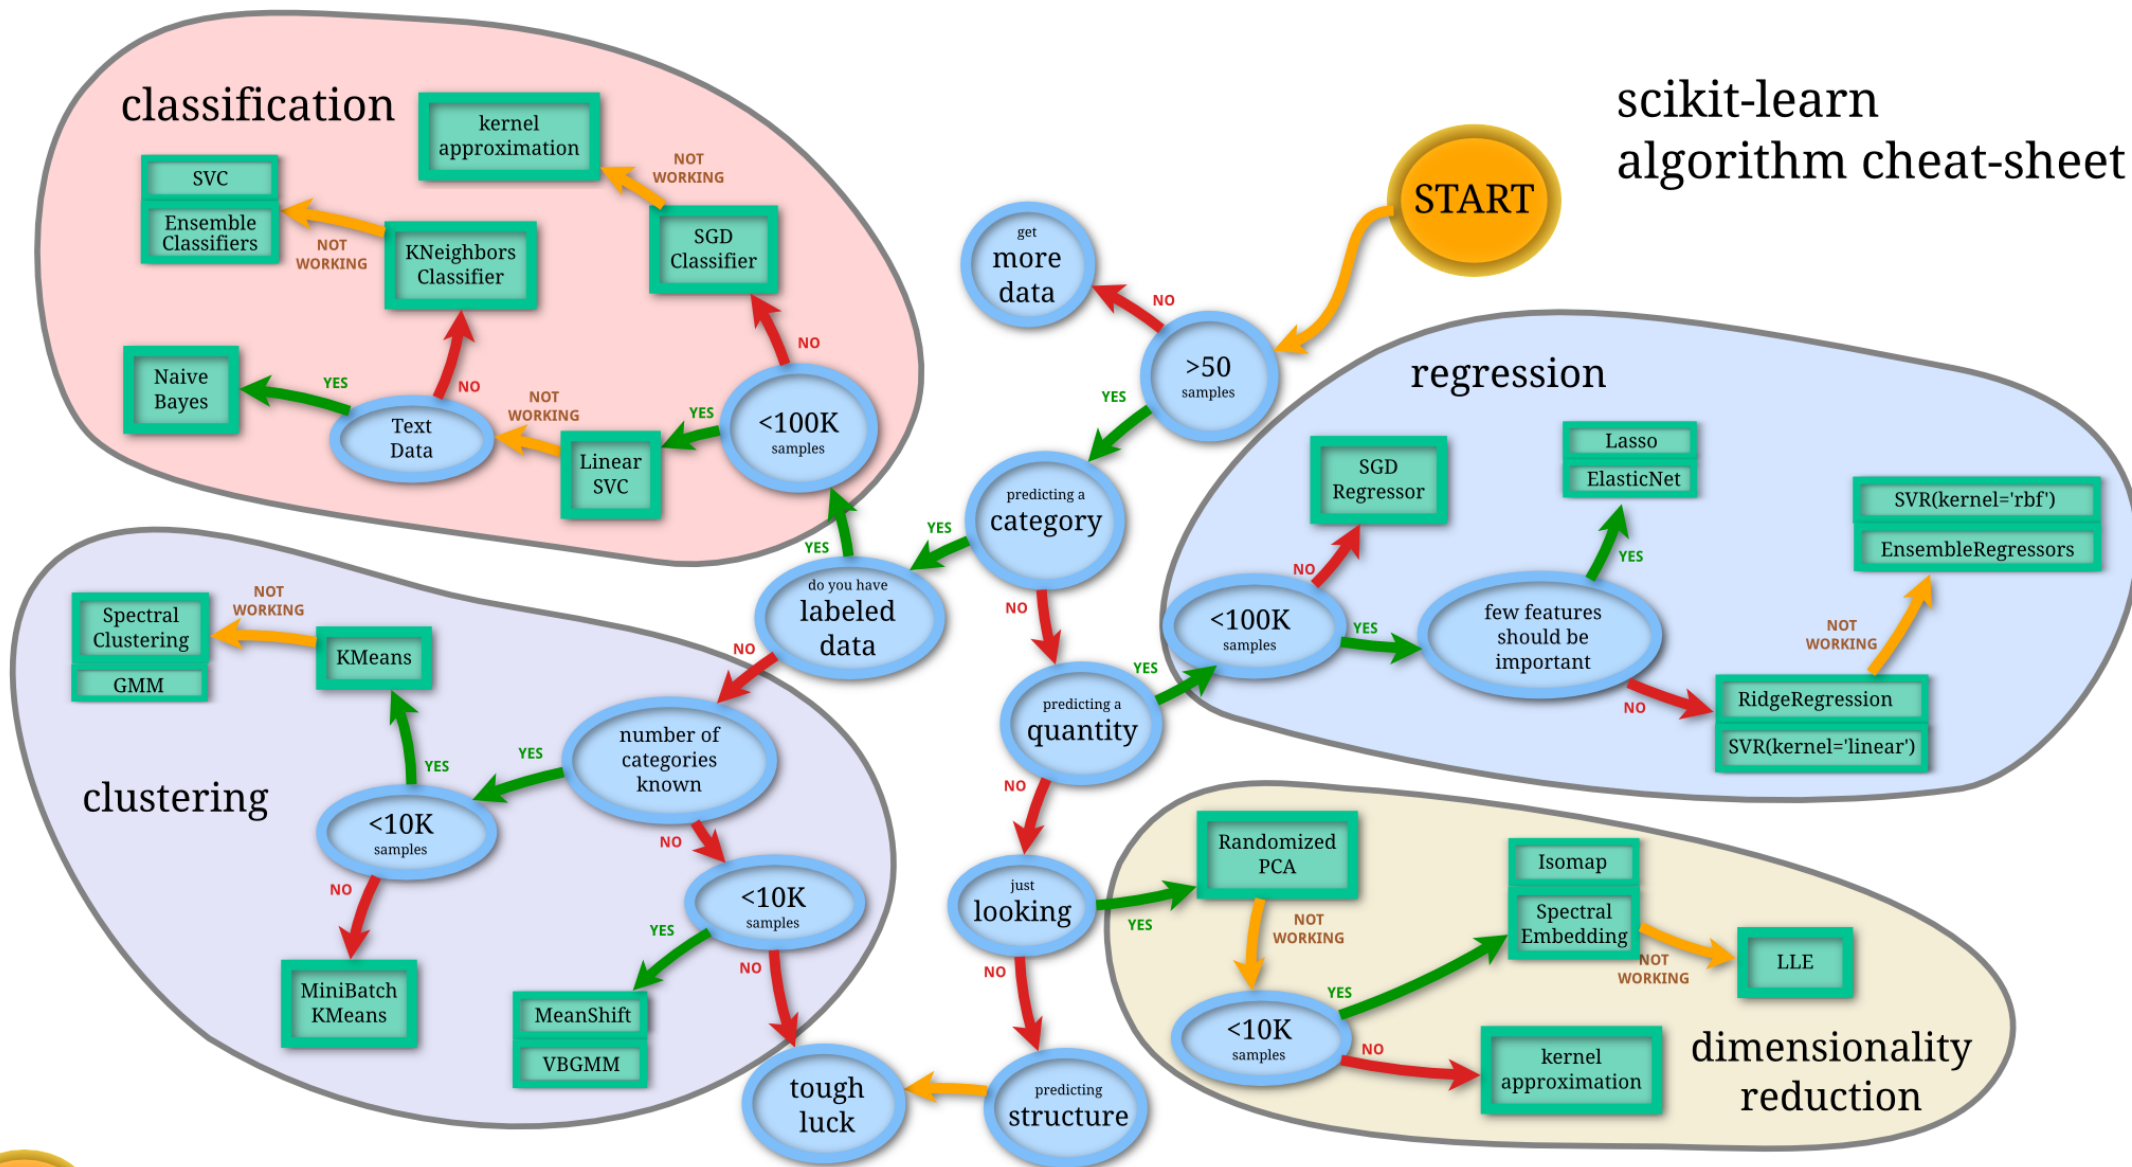 scikit-learn
algorithm cheat-sheet
START
>50
samples
NO
get
more
data
YES
predicting a
category
YES
do you have
labeled
data
YES
NO
NO
predicting a
quantity
YES
NO
just
looking
YES
NO
predicting
structure
tough
luck
classification
<100K
samples
YES
Linear
SVC
NOT
WORKING
Text
Data
YES
Naive
Bayes
NO
KNeighbors
Classifier
NOT
WORKING
SVC
Ensemble
Classifiers
NO
SGD
Classifier
NOT
WORKING
kernel
approximation
clustering
number of
categories
known
YES
<10K
samples
YES
KMeans
NOT
WORKING
Spectral
Clustering
GMM
NO
MiniBatch
KMeans
NO
<10K
samples
YES
MeanShift
VBGMM
NO
regression
<100K
samples
NO
SGD
Regressor
YES
few features
should be
important
YES
Lasso
ElasticNet
NO
RidgeRegression
SVR(kernel='linear')
NOT
WORKING
SVR(kernel='rbf')
EnsembleRegressors
dimensionality
reduction
Randomized
PCA
NOT
WORKING
<10K
samples
YES
Isomap
Spectral
Embedding
NOT
WORKING
LLE
NO
kernel
approximation